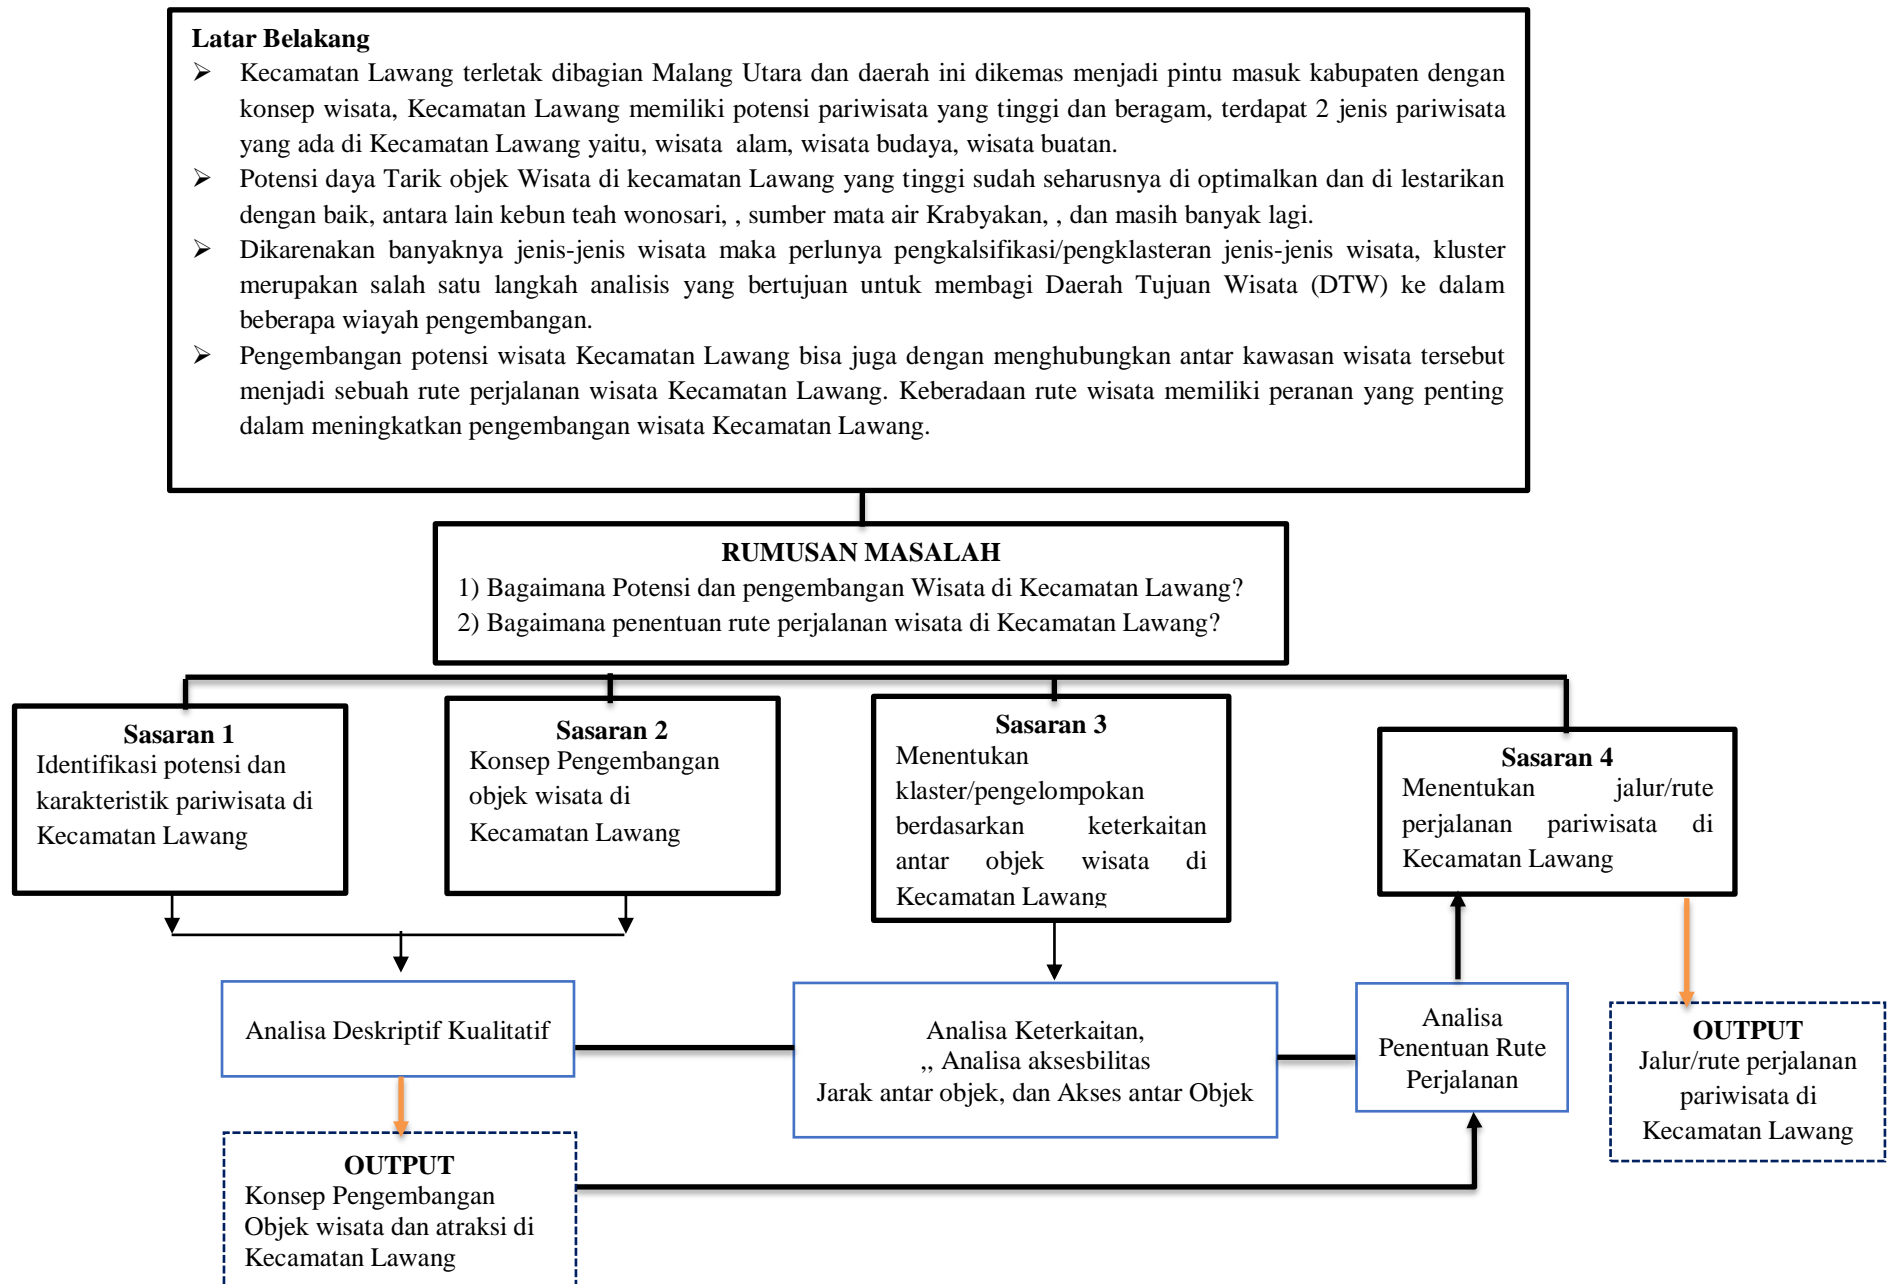 Latar Belakang
➢ Kecamatan Lawang terletak dibagian Malang Utara dan daerah ini dikemas menjadi pintu masuk kabupaten dengan
konsep wisata, Kecamatan Lawang memiliki potensi pariwisata yang tinggi dan beragam, terdapat 2 jenis pariwisata
yang ada di Kecamatan Lawang yaitu, wisata alam, wisata budaya, wisata buatan.
➢ Potensi daya Tarik objek Wisata di kecamatan Lawang yang tinggi sudah seharusnya di optimalkan dan di lestarikan
dengan baik, antara lain kebun teah wonosari, , sumber mata air Krabyakan, , dan masih banyak lagi.
➢ Dikarenakan banyaknya jenis-jenis wisata maka perlunya pengkalsifikasi/pengklasteran jenis-jenis wisata, kluster
merupakan salah satu langkah analisis yang bertujuan untuk membagi Daerah Tujuan Wisata (DTW) ke dalam
beberapa wiayah pengembangan.
➢ Pengembangan potensi wisata Kecamatan Lawang bisa juga dengan menghubungkan antar kawasan wisata tersebut
menjadi sebuah rute perjalanan wisata Kecamatan Lawang. Keberadaan rute wisata memiliki peranan yang penting
dalam meningkatkan pengembangan wisata Kecamatan Lawang.
RUMUSAN MASALAH
1) Bagaimana Potensi dan pengembangan Wisata di Kecamatan Lawang?
2) Bagaimana penentuan rute perjalanan wisata di Kecamatan Lawang?
Sasaran 1
Identifikasi potensi dan
karakteristik pariwisata di
Kecamatan Lawang
Sasaran 2
Konsep Pengembangan
objek wisata di
Kecamatan Lawang
Sasaran 3
Menentukan
klaster/pengelompokan
berdasarkan keterkaitan
antar objek wisata di
Kecamatan Lawang
Sasaran 4
Menentukan jalur/rute
perjalanan pariwisata di
Kecamatan Lawang
Analisa Deskriptif Kualitatif
Analisa Keterkaitan,
,, Analisa aksesbilitas
Jarak antar objek, dan Akses antar Objek
Analisa
Penentuan Rute
Perjalanan
OUTPUT
Jalur/rute perjalanan
pariwisata di
Kecamatan Lawang
OUTPUT
Konsep Pengembangan
Objek wisata dan atraksi di
Kecamatan Lawang